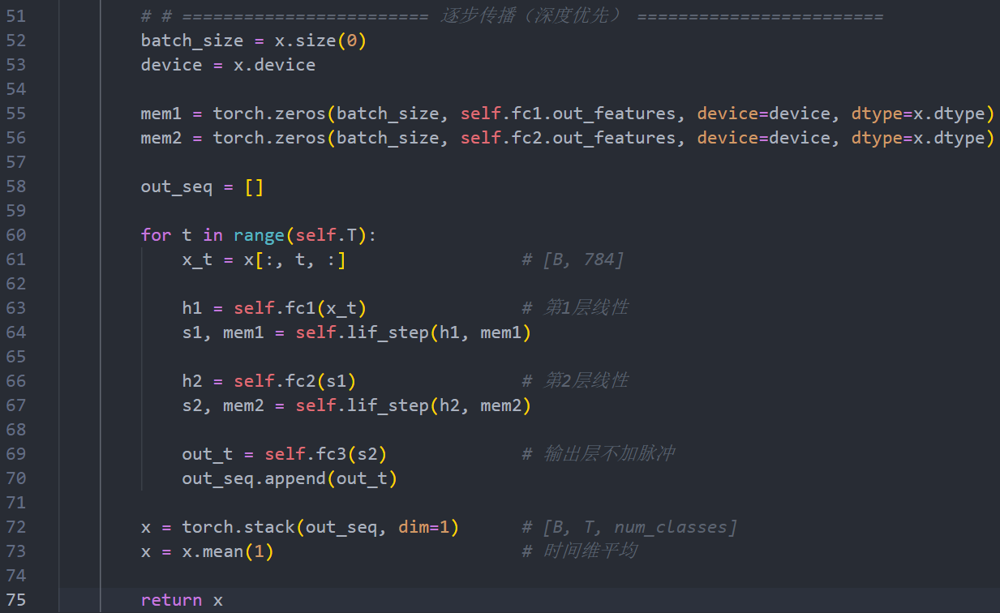 51 # # ======================== 逐步传播（深度优先） ========================
52 batch_size = x.size(0)
53 device = x.device
54
55 mem1 = torch.zeros(batch_size, self.fc1.out_features, device=device, dtype=x.dtype)
56 mem2 = torch.zeros(batch_size, self.fc2.out_features, device=device, dtype=x.dtype)
57
58 out_seq = []
59
60 for t in range(self.T):
61     x_t = x[:, t, :]                 # [B, 784]
62
63     h1 = self.fc1(x_t)               # 第1层线性
64     s1, mem1 = self.lif_step(h1, mem1)
65
66     h2 = self.fc2(s1)                # 第2层线性
67     s2, mem2 = self.lif_step(h2, mem2)
68
69     out_t = self.fc3(s2)             # 输出层不加脉冲
70     out_seq.append(out_t)
71
72 x = torch.stack(out_seq, dim=1)      # [B, T, num_classes]
73 x = x.mean(1)                        # 时间维平均
74
75 return x